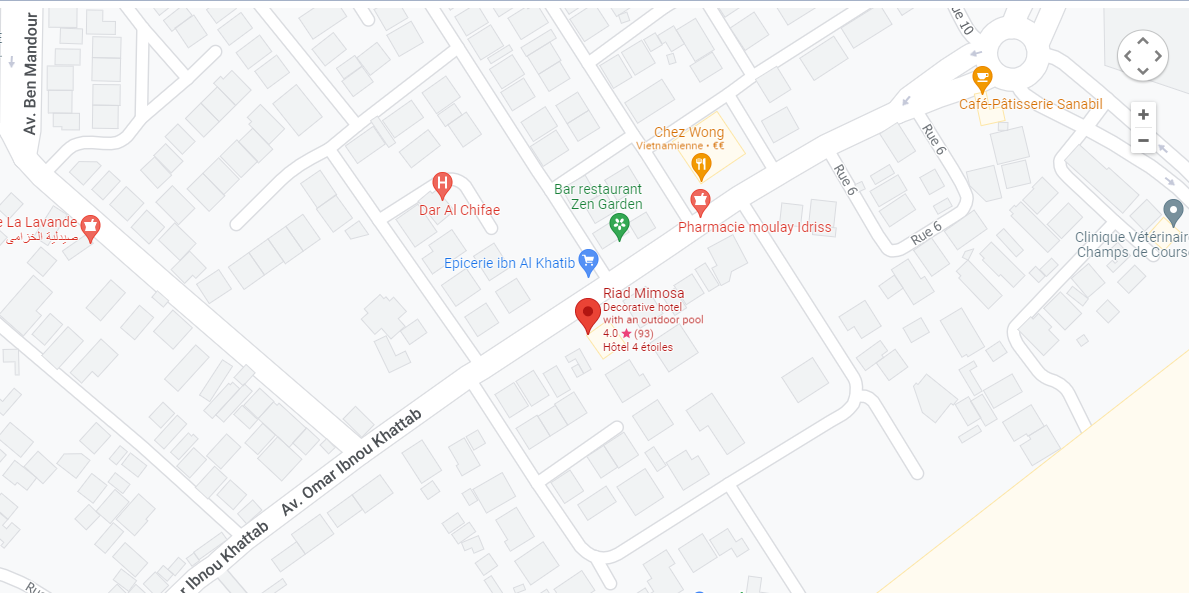 Av. Ben Mandour
Rue 10
Café-Pâtisserie Sanabil
Chez Wong
Vietnamienne • €€
Rue 6
Rue 6
Rue 6
Bar restaurant
Zen Garden
Dar Al Chifae
Pharmacie moulay Idriss
e La Lavande
صيدلية الخزامى
Clinique Vétérinair
Champs de Cours
Epicerie ibn Al Khatib
Riad Mimosa
Decorative hotel
with an outdoor pool
4.0 ★ (93)
Hôtel 4 étoiles
Av. Omar Ibnou Khattab
r Ibnou Khattab